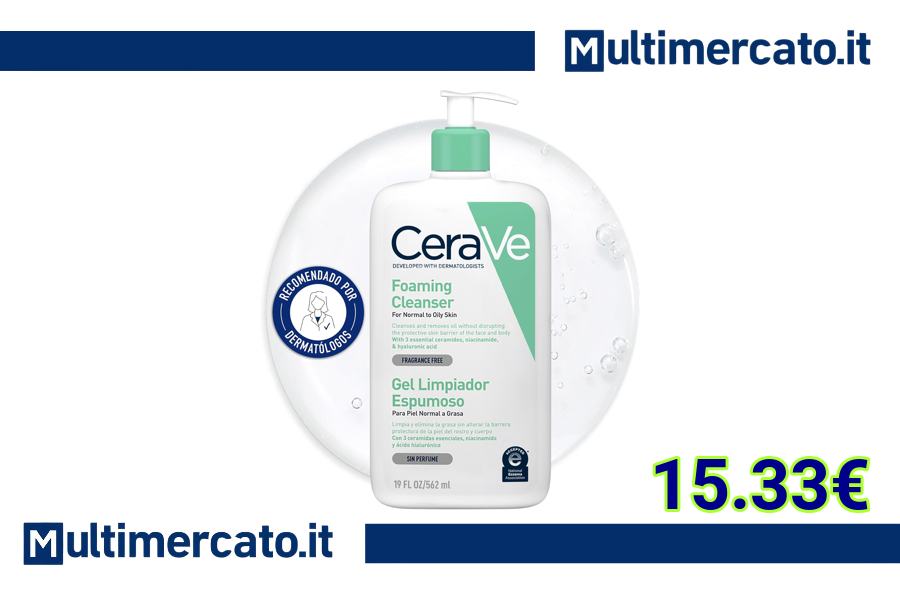 Multimercato.it
CeraVe
DEVELOPED WITH DERMATOLOGISTS
Foaming
Cleanser
For Normal to Oily Skin
Cleanses and removes oil without disrupting
the protective skin barrier of the face and body
With 3 essential ceramides, niacinamide,
& hyaluronic acid
FRAGRANCE FREE
RECOMENDADO POR
DERMATÓLOGOS
Gel Limpiador
Espumoso
Para Piel Normal a Grasa
Limpia y elimina la grasa sin alterar la barrera
protectora de la piel del rostro y cuerpo
Con 3 ceramidas esenciales, niacinamida
y ácido hialurónico
SIN PERFUME
ACCEPTED
e
National
Eczema
Association
19 FL OZ/562 ml
15.33€
Multimercato.it